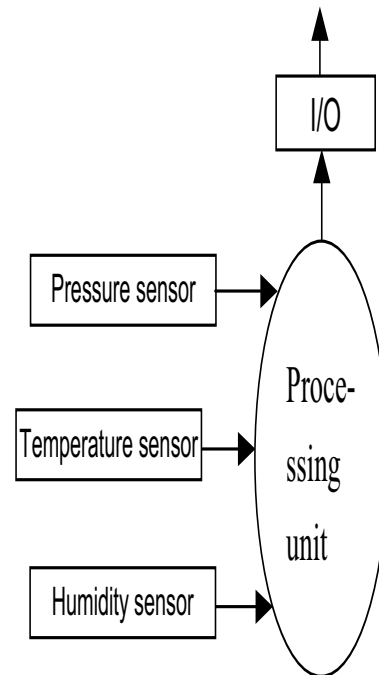 I/O
Pressure sensor
Temperature sensor
Humidity sensor
Proce-
ssing
unit